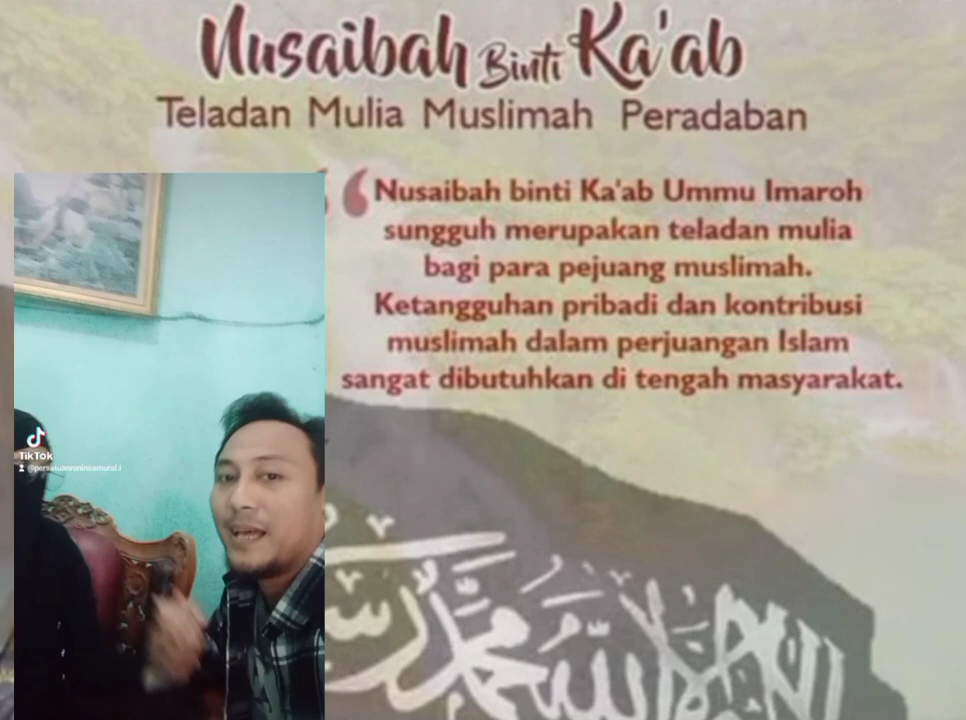 Nusaibah Binti Ka'ab
Teladan Mulia Muslimah Peradaban
“Nusaibah binti Ka'ab Ummu Imaroh
sungguh merupakan teladan mulia
bagi para pejuang muslimah.
Ketangguhan pribadi dan kontribusi
muslimah dalam perjuangan Islam
sangat dibutuhkan di tengah masyarakat.
TikTok
لا إله إلا الله محمد